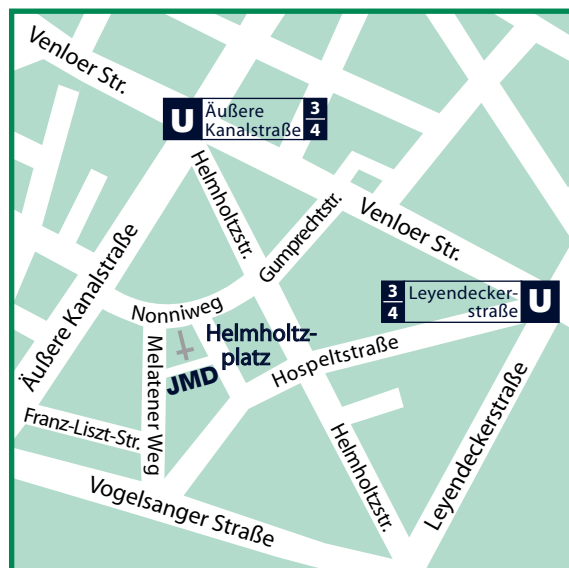 Venloer Str.
U
Äußere
Kanalstraße
3
4
Helmholtzstr.
Gumprechtstr.
Venloer Str.
3
4
Leyendecker-
straße
U
Äußere Kanalstraße
Nonniweg
Helmholtz-
platz
Hospeltstraße
JMD
Melatener Weg
Franz-Liszt-Str.
Helmholtzstr.
Leyendeckerstraße
Vogelsanger Straße